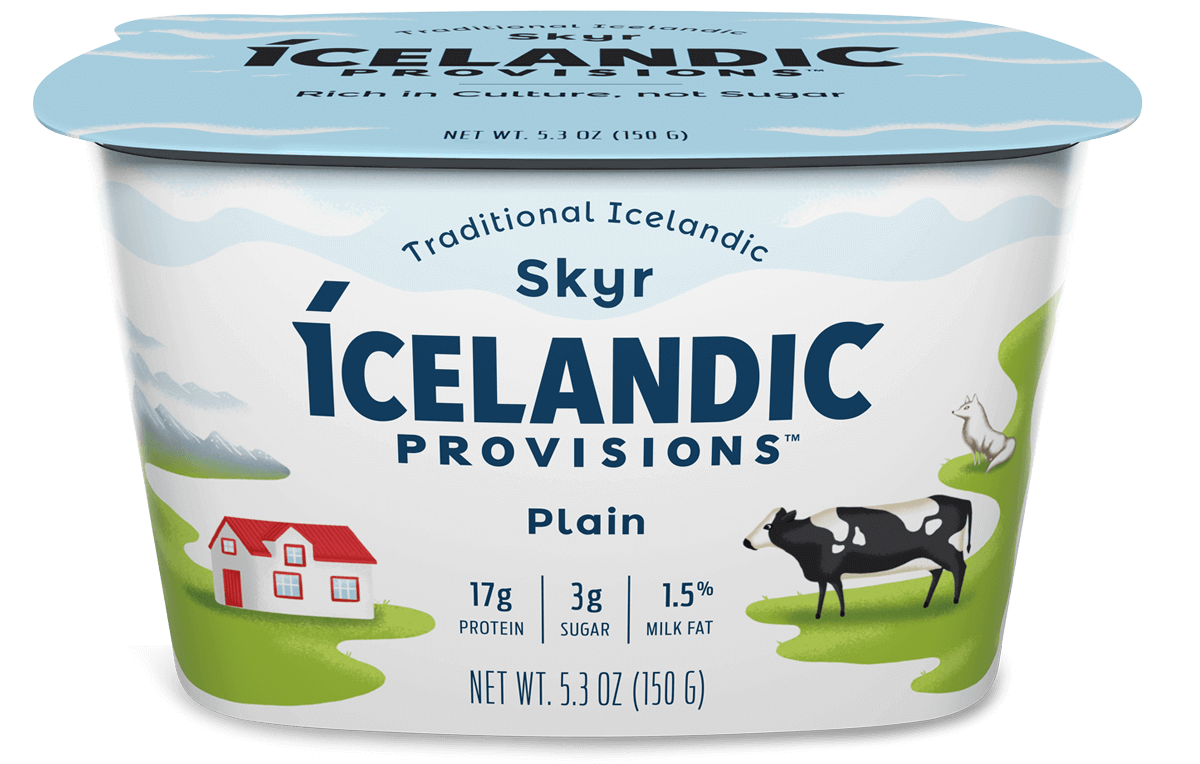 Traditional Icelandic
Skyr
ÍCELANDIC
PROVISIONS™
Rich in Culture, not Sugar
NET WT. 5.3 OZ (150 G)
Traditional Icelandic
Skyr
ÍCELANDIC
PROVISIONS™
Plain
17g 3g 1.5%
PROTEIN SUGAR MILK FAT
NET WT. 5.3 OZ (150 G)